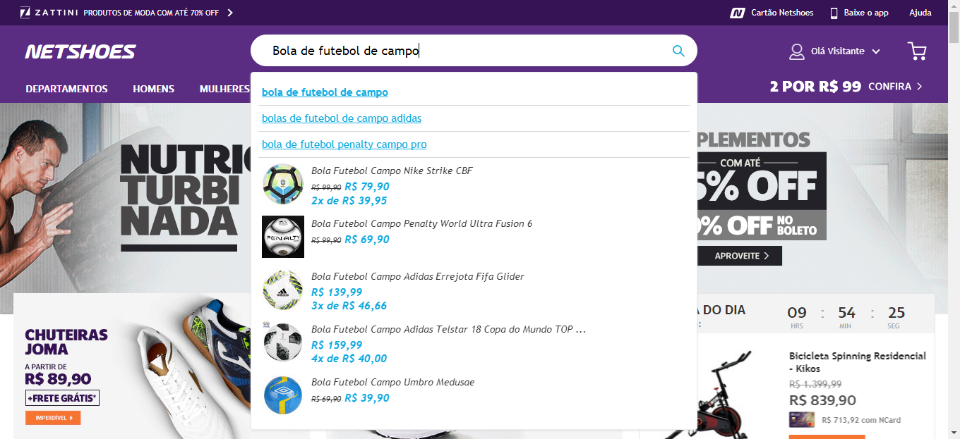 ZATTINI PRODUTOS DE MODA COM ATÉ 70% OFF
Cartão Netshoes
Baixe o app
Ajuda
NETSHOES
Bola de futebol de campo
Olá Visitante
DEPARTAMENTOS
HOMENS
MULHERES
2 POR R$ 99 CONFIRA
bola de futebol de campo
bolas de futebol de campo adidas
bola de futebol penalty campo pro
Bola Futebol Campo Nike Strike CBF
R$ 99,90 R$ 79,90
2x de R$ 39,95
Bola Futebol Campo Penalty World Ultra Fusion 6
R$ 99,90 R$ 69,90
PENALTY
Bola Futebol Campo Adidas Errejota Fifa Glider
R$ 139,99
3x de R$ 46,66
Bola Futebol Campo Adidas Telstar 18 Copa do Mundo TOP ...
R$ 159,99
4x de R$ 40,00
Bola Futebol Campo Umbro Medusae
R$ 69,90 R$ 39,90
NUTRI
TURBI
NADA
PLEMENTOS
COM ATÉ
5% OFF
0% OFF NO
BOLETO
APROVEITE
CHUTEIRAS
JOMA
A PARTIR DE
R$ 89,90
+FRETE GRÁTIS*
IMPERDÍVEL
A DO DIA
:
09 : 54 : 25
HRS MIN SEG
Bicicleta Spinning Residencial
- Kikos
R$ 1.399,99
R$ 839,90
R$ 713,92 com NCard